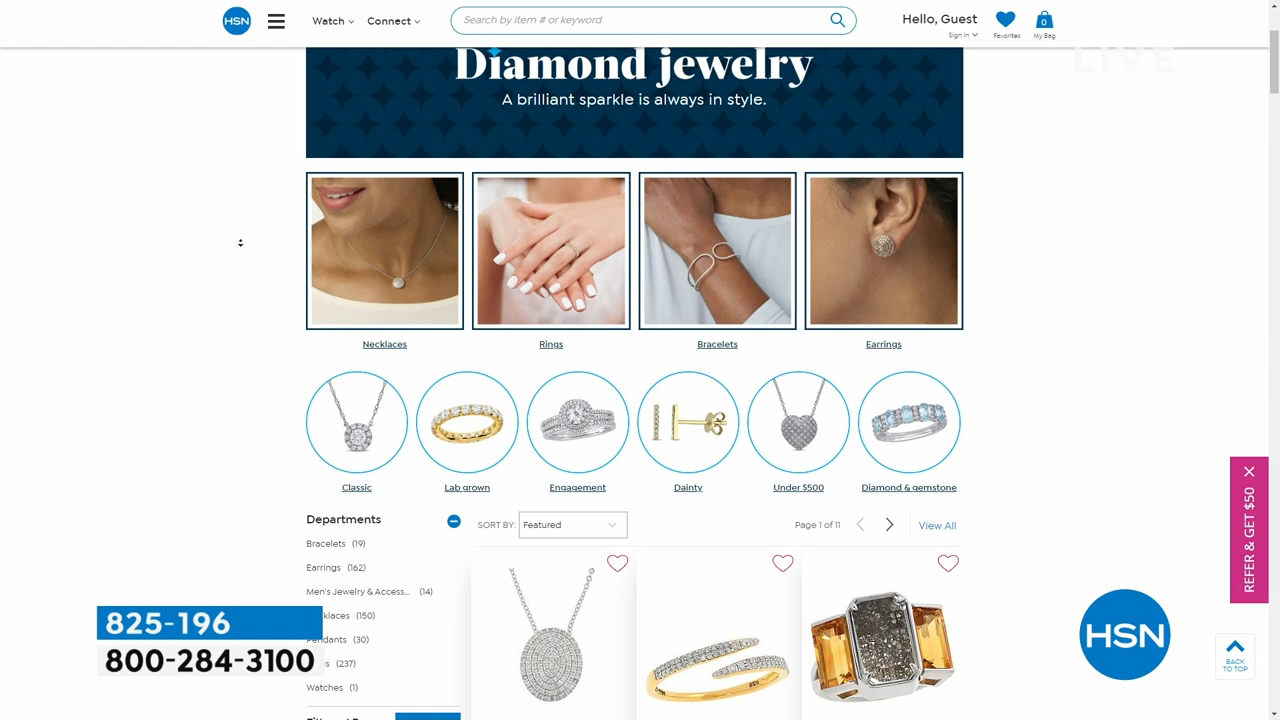 HSN
Watch
Connect
Search by item # or keyword
Hello, Guest
Sign In
Favorites
0
My Bag
LIVE
Diamond jewelry
A brilliant sparkle is always in style.
Necklaces
Rings
Bracelets
Earrings
Classic
Lab grown
Engagement
Dainty
Under $500
Diamond & gemstone
Departments
SORT BY:
Featured
Page 1 of 11
View All
Bracelets (19)
Earrings (162)
Men's Jewelry & Access... (14)
klaces (150)
Pendants (30)
(237)
Watches (1)
825-196
800-284-3100
REFER & GET $50
HSN
BACK
TO TOP
925